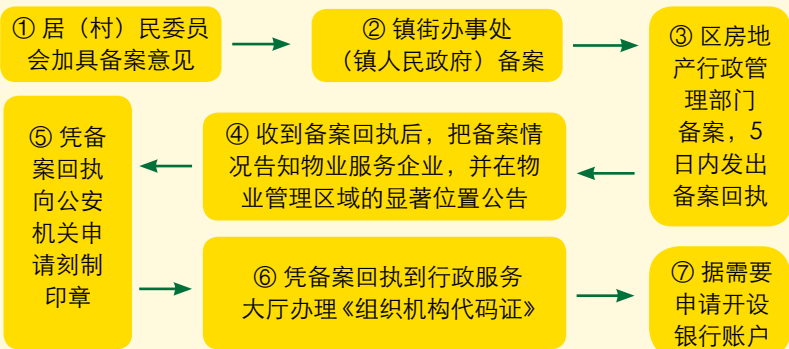 ① 居（村）民委员
会加具备案意见
② 镇街办事处
（镇人民政府）备案
③ 区房地
产行政管
理部门
备案，5
日内发出
备案回执
④ 收到备案回执后，把备案情
况告知物业服务企业，并在物
业管理区域的显著位置公告
⑤ 凭备
案回执
向公安
机关申
请刻制
印章
⑥ 凭备案回执到行政服务
大厅办理《组织机构代码证》
⑦ 据需要
申请开设
银行账户